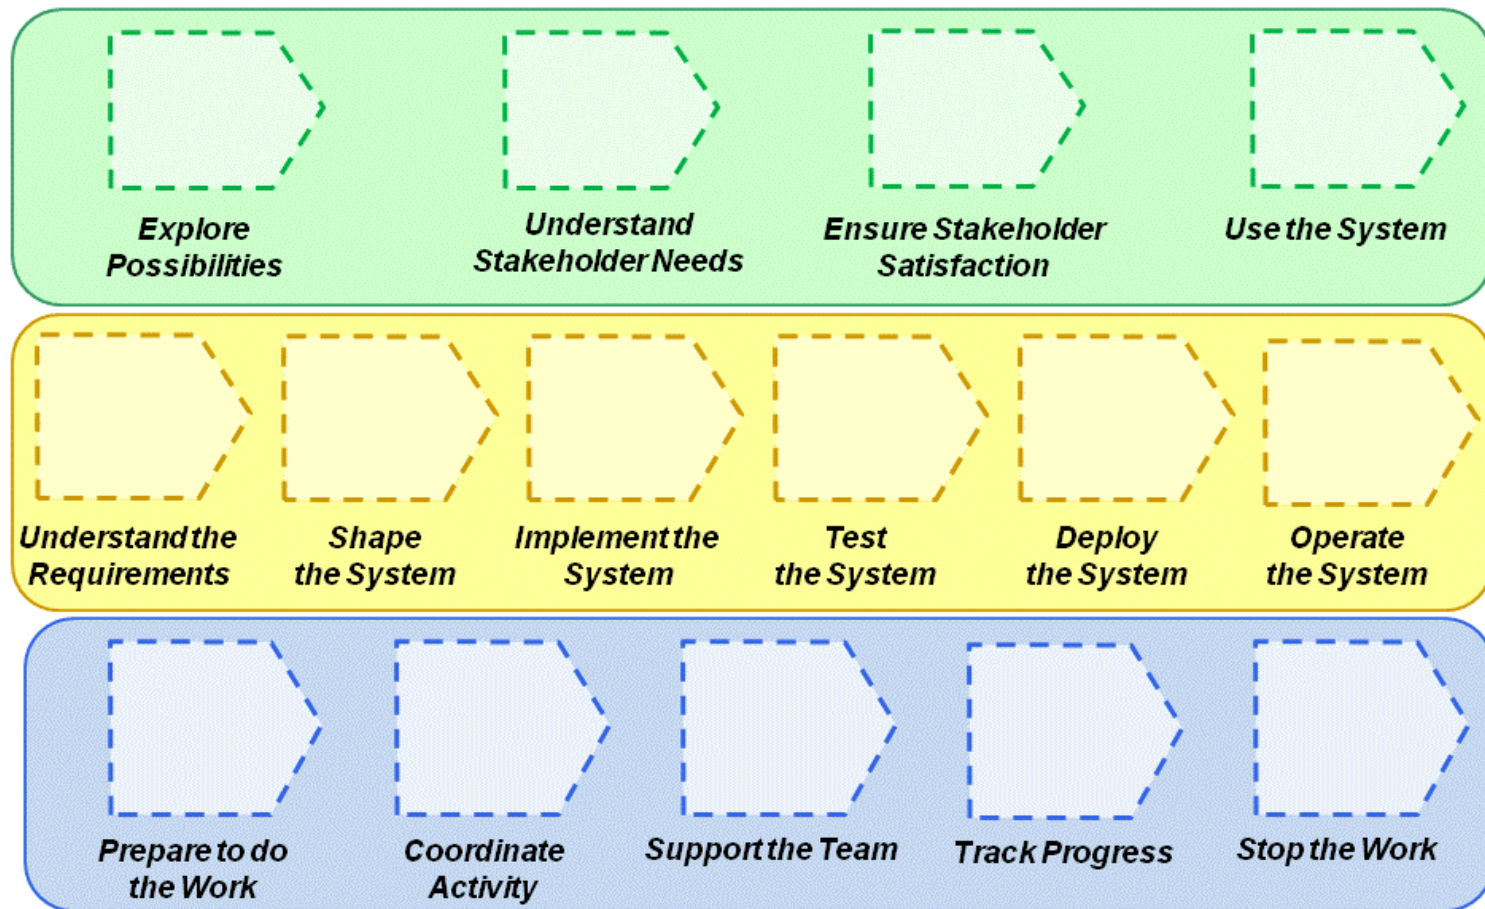 Explore
Possibilities
Understand
Stakeholder Needs
Ensure Stakeholder
Satisfaction
Use the System
Understand the
Requirements
Shape
the System
Implement the
System
Test
the System
Deploy
the System
Operate
the System
Prepare to do
the Work
Coordinate
Activity
Support the Team
Track Progress
Stop the Work